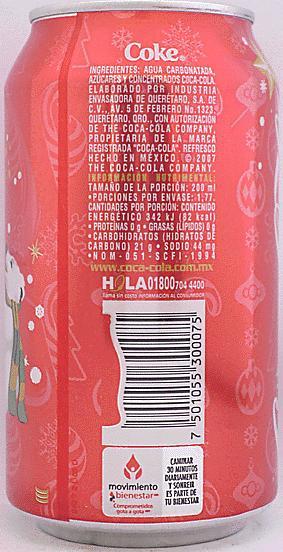 Coke®
INGREDIENTES: AGUA CARBONATADA,
AZÚCARES Y CONCENTRADOS COCA-COLA.
ELABORADO POR INDUSTRIA
ENVASADORA DE QUERÉTARO, S.A. DE
C.V., AV. 5 DE FEBRERO No. 1323,
QUERÉTARO, QRO., CON AUTORIZACIÓN
DE THE COCA-COLA COMPANY,
PROPIETARIA DE LA MARCA
REGISTRADA "COCA-COLA". REFRESCO
HECHO EN MÉXICO. © 2007
THE COCA-COLA COMPANY.
INFORMACIÓN NUTRIMENTAL:
TAMAÑO DE LA PORCIÓN: 200 ml
•PORCIONES POR ENVASE: 1.77.
CANTIDADES POR PORCIÓN: CONTENIDO
ENERGÉTICO 342 kJ (82 kcal)
•PROTEÍNAS 0g •GRASAS (LÍPIDOS) 0g
•CARBOHIDRATOS (HIDRATOS DE
CARBONO) 21 g •SODIO 44 mg
•NOM-051-SCFI-1994
www.coca-cola.com.mx
HOLA 01800 704 4400
llama sin costo INFORMACIÓN AL CONSUMIDOR
7 501055 300075
movimiento
bienestar
Comprometidos
gota a gota
CAMINAR
30 MINUTOS
DIARIAMENTE
Y SONREIR
ES PARTE DE
TU BIENESTAR